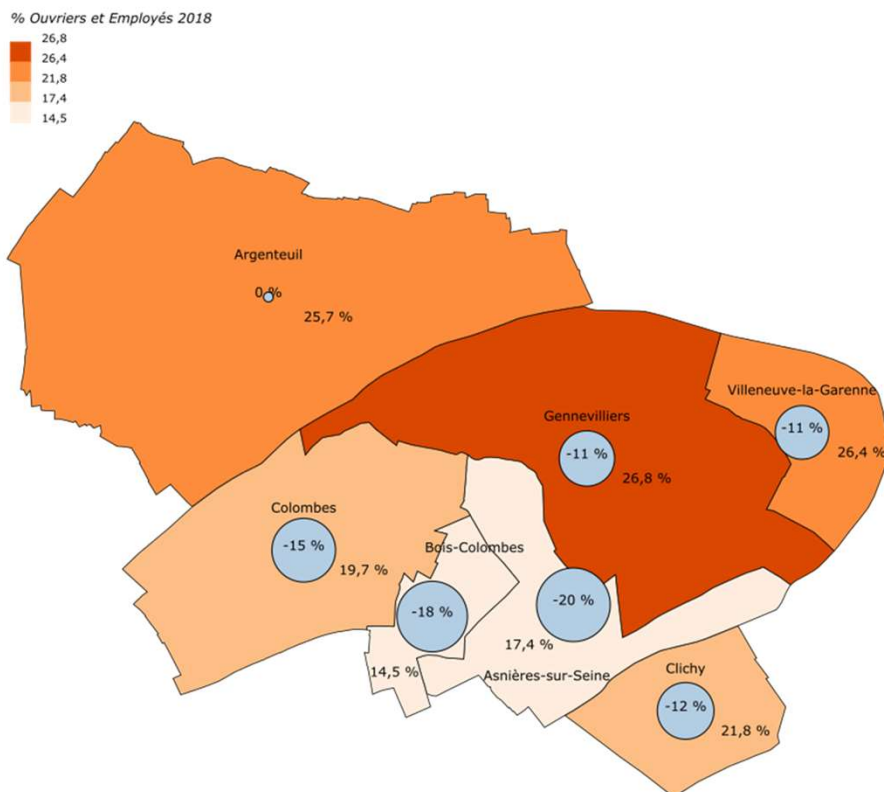 % Ouvriers et Employés 2018
26,8
26,4
21,8
17,4
14,5
Argenteuil
0 %
25,7 %
Villeneuve-la-Garenne
-11 %
26,4 %
Gennevilliers
-11 %
26,8 %
Colombes
-15 %
19,7 %
Bois-Colombes
-18 %
14,5 %
-20 %
17,4 %
Asnières-sur-Seine
Clichy
-12 %
21,8 %